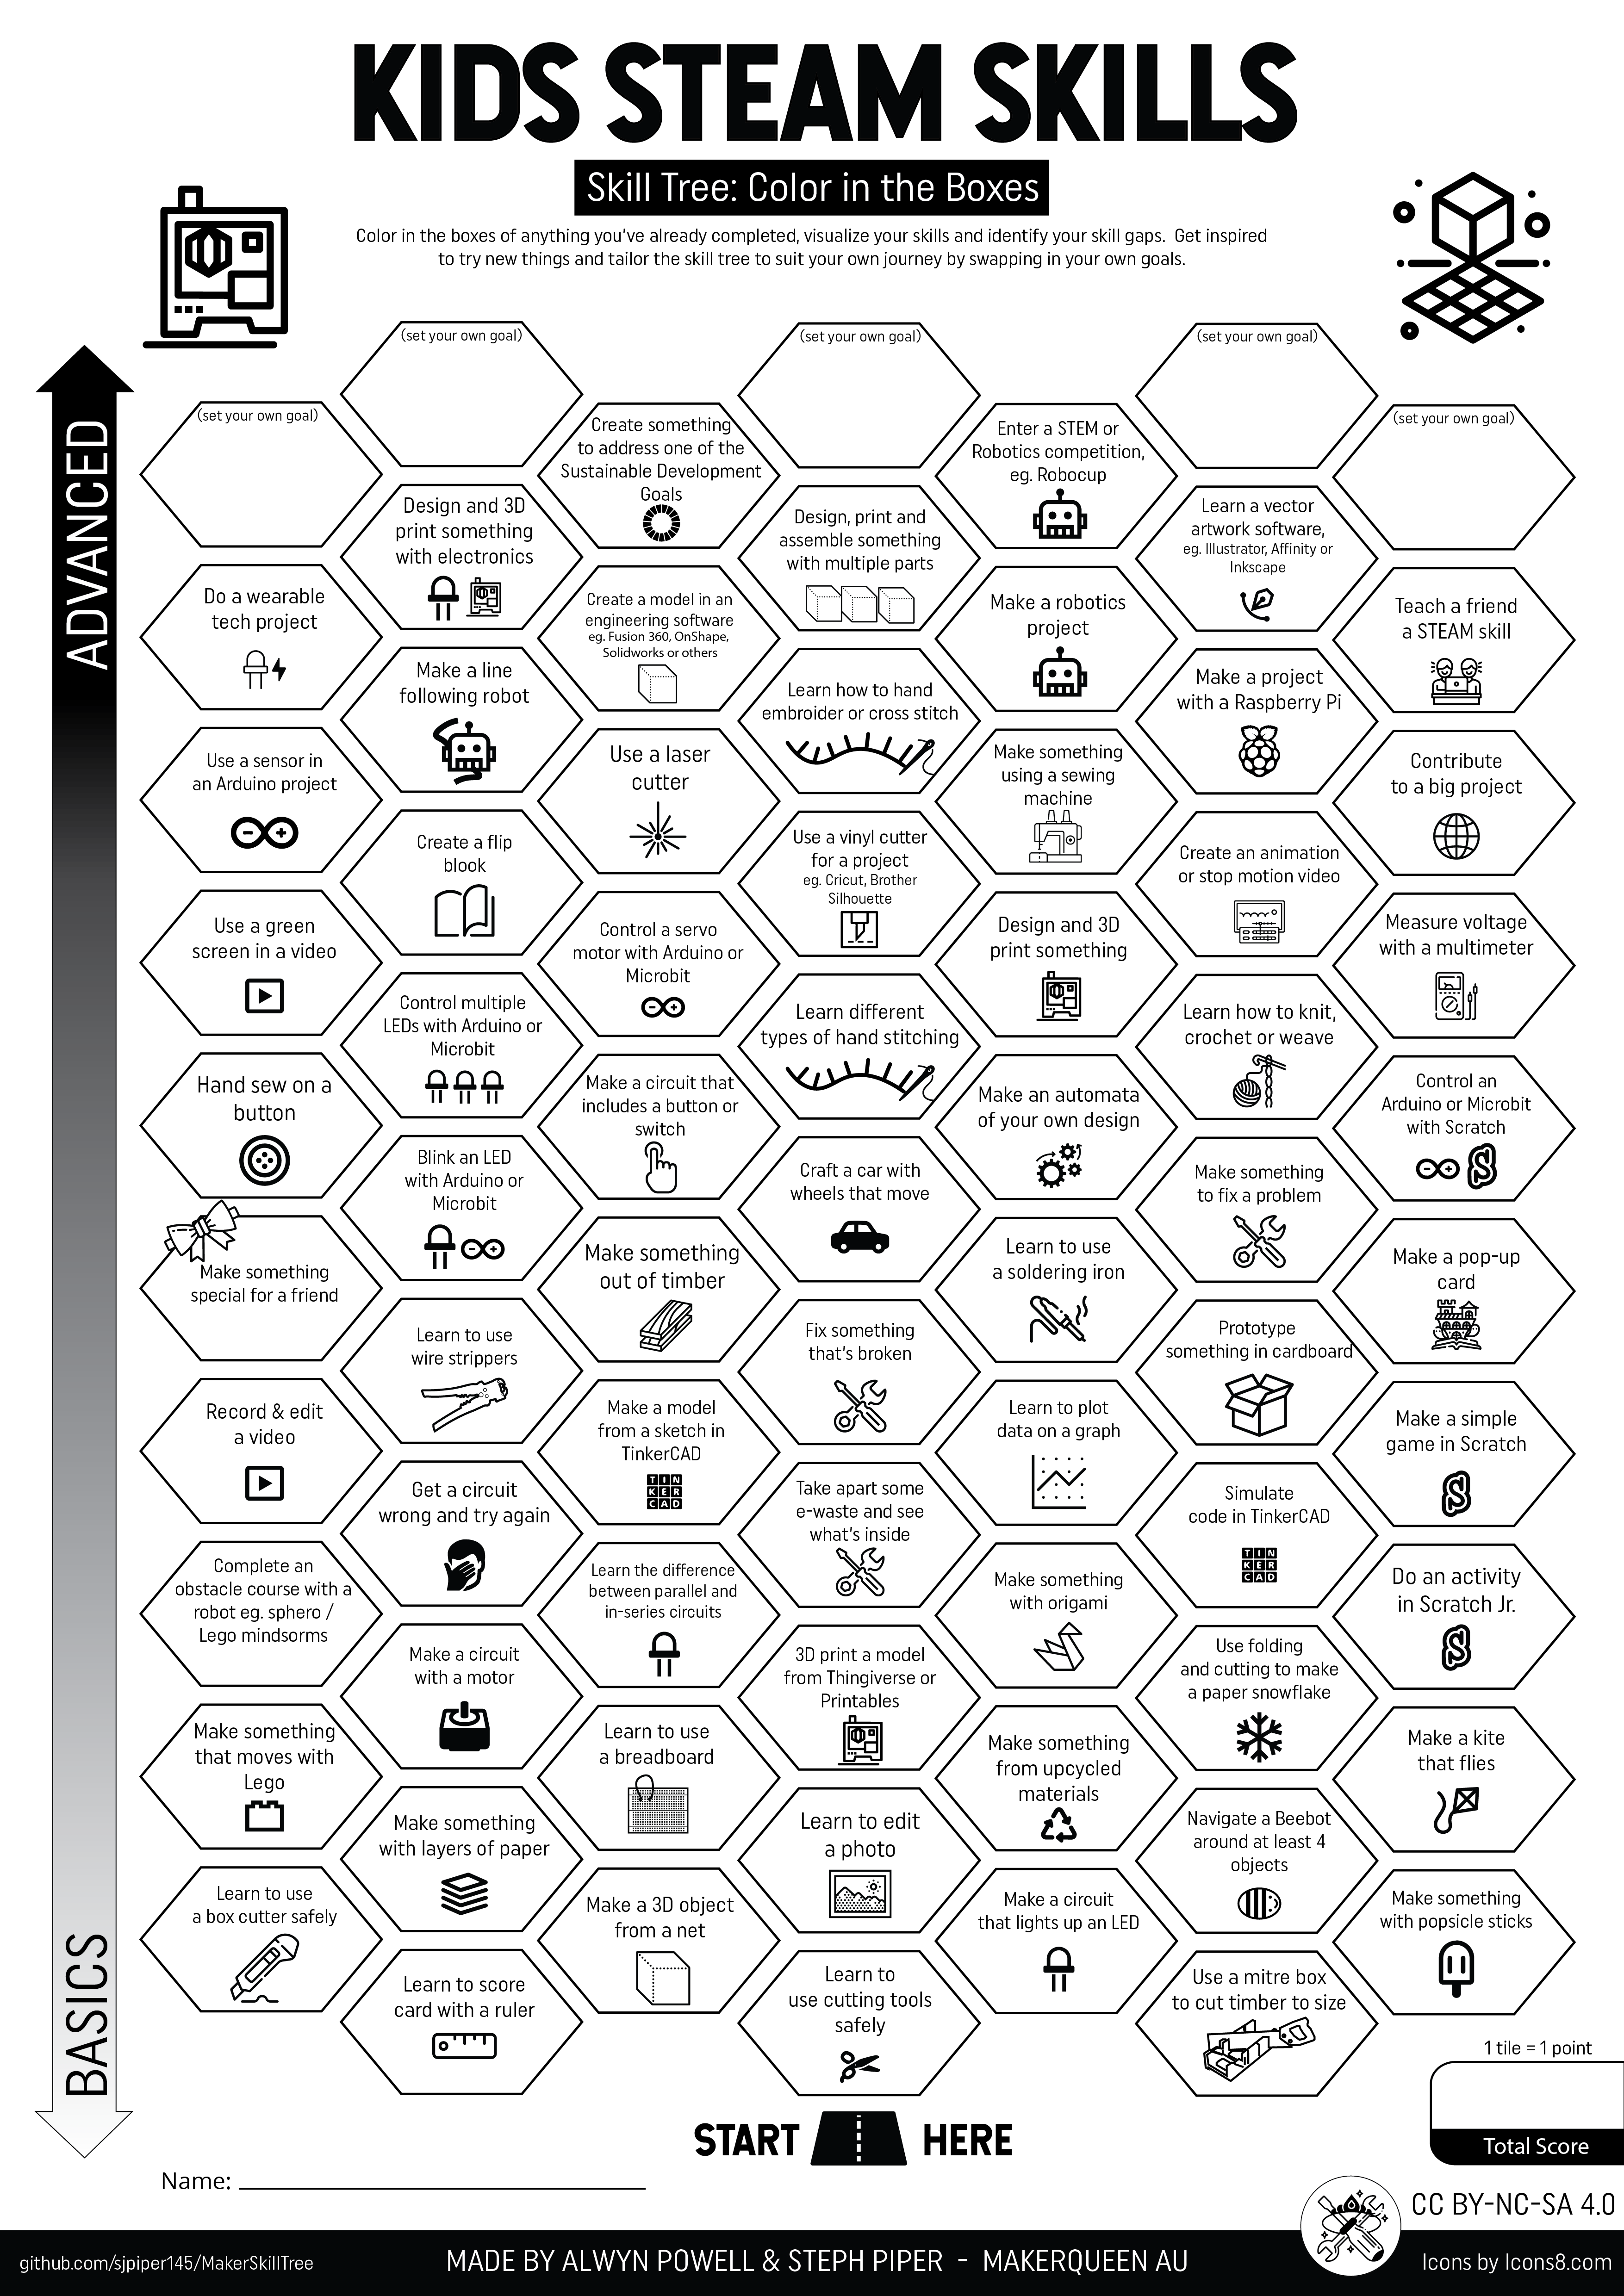 KIDS STEAM SKILLS
Skill Tree: Color in the Boxes
Color in the boxes of anything you've already completed, visualize your skills and identify your skill gaps. Get inspired
to try new things and tailor the skill tree to suit your own journey by swapping in your own goals.
ADVANCED
BASICS
(set your own goal)
(set your own goal)
(set your own goal)
(set your own goal)
(set your own goal)
Create something
to address one of the
Sustainable Development
Goals
Enter a STEM or
Robotics competition,
eg. Robocup
Design and 3D
print something
with electronics
Design, print and
assemble something
with multiple parts
Learn a vector
artwork software,
eg. Illustrator, Affinity or
Inkscape
Do a wearable
tech project
Create a model in an
engineering software
eg. Fusion 360, OnShape,
Solidworks or others
Make a robotics
project
Teach a friend
a STEAM skill
Make a line
following robot
Learn how to hand
embroider or cross stitch
Make a project
with a Raspberry Pi
Use a sensor in
an Arduino project
Use a laser
cutter
Make something
using a sewing
machine
Contribute
to a big project
Create a flip
blook
Use a vinyl cutter
for a project
eg. Cricut, Brother
Silhouette
Create an animation
or stop motion video
Use a green
screen in a video
Control a servo
motor with Arduino or
Microbit
Design and 3D
print something
Measure voltage
with a multimeter
Control multiple
LEDs with Arduino or
Microbit
Learn different
types of hand stitching
Learn how to knit,
crochet or weave
Hand sew on a
button
Make a circuit that
includes a button or
switch
Make an automata
of your own design
Control an
Arduino or Microbit
with Scratch
Blink an LED
with Arduino or
Microbit
Craft a car with
wheels that move
Make something
to fix a problem
Make something
special for a friend
Make something
out of timber
Learn to use
a soldering iron
Make a pop-up
card
Learn to use
wire strippers
Fix something
that's broken
Prototype
something in cardboard
Record & edit
a video
Make a model
from a sketch in
TinkerCAD
TIN
KER
CAD
Learn to plot
data on a graph
Make a simple
game in Scratch
Get a circuit
wrong and try again
Take apart some
e-waste and see
what's inside
Simulate
code in TinkerCAD
TIN
KER
CAD
Complete an
obstacle course with a
robot eg. sphero /
Lego mindsorms
Learn the difference
between parallel and
in-series circuits
Make something
with origami
Do an activity
in Scratch Jr.
Make a circuit
with a motor
3D print a model
from Thingiverse or
Printables
Use folding
and cutting to make
a paper snowflake
Make something
that moves with
Lego
Learn to use
a breadboard
Make something
from upcycled
materials
Make a kite
that flies
Make something
with layers of paper
Learn to edit
a photo
Navigate a Beebot
around at least 4
objects
Learn to use
a box cutter safely
Make a 3D object
from a net
Make a circuit
that lights up an LED
Make something
with popsicle sticks
Learn to score
card with a ruler
Learn to
use cutting tools
safely
Use a mitre box
to cut timber to size
1 tile = 1 point
Total Score
START HERE
Name:
CC BY-NC-SA 4.0
github.com/sjpiper145/MakerSkillTree
MADE BY ALWYN POWELL & STEPH PIPER - MAKERQUEEN AU
Icons by Icons8.com